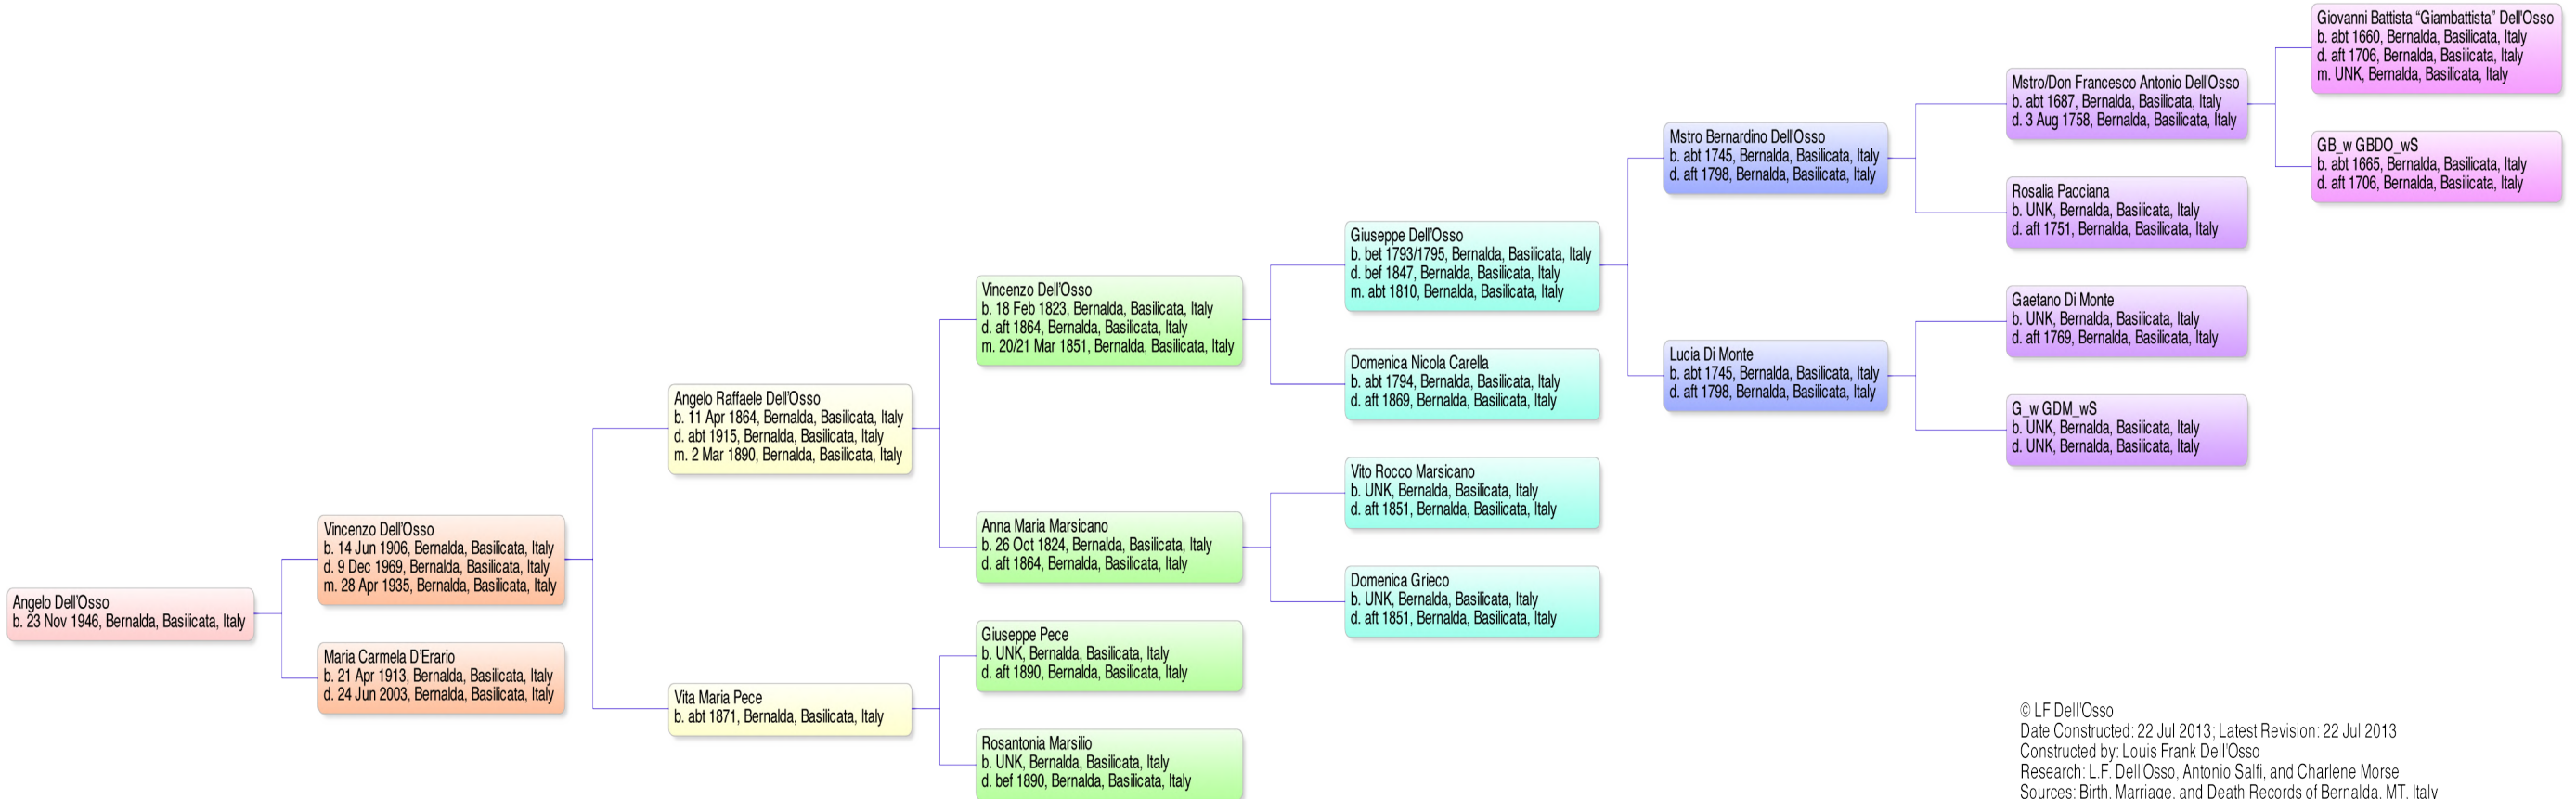 Angelo Dell'Osso
b. 23 Nov 1946, Bernalda, Basilicata, Italy
Vincenzo Dell'Osso
b. 14 Jun 1906, Bernalda, Basilicata, Italy
d. 9 Dec 1969, Bernalda, Basilicata, Italy
m. 28 Apr 1935, Bernalda, Basilicata, Italy
Maria Carmela D'Erario
b. 21 Apr 1913, Bernalda, Basilicata, Italy
d. 24 Jun 2003, Bernalda, Basilicata, Italy
Angelo Raffaele Dell'Osso
b. 11 Apr 1864, Bernalda, Basilicata, Italy
d. abt 1915, Bernalda, Basilicata, Italy
m. 2 Mar 1890, Bernalda, Basilicata, Italy
Vita Maria Pece
b. abt 1871, Bernalda, Basilicata, Italy
Vincenzo Dell'Osso
b. 18 Feb 1823, Bernalda, Basilicata, Italy
d. aft 1864, Bernalda, Basilicata, Italy
m. 20/21 Mar 1851, Bernalda, Basilicata, Italy
Anna Maria Marsicano
b. 26 Oct 1824, Bernalda, Basilicata, Italy
d. aft 1864, Bernalda, Basilicata, Italy
Giuseppe Pece
b. UNK, Bernalda, Basilicata, Italy
d. aft 1890, Bernalda, Basilicata, Italy
Rosantonia Marsilio
b. UNK, Bernalda, Basilicata, Italy
d. bef 1890, Bernalda, Basilicata, Italy
Giuseppe Dell'Osso
b. bet 1793/1795, Bernalda, Basilicata, Italy
d. bef 1847, Bernalda, Basilicata, Italy
m. abt 1810, Bernalda, Basilicata, Italy
Domenica Nicola Carella
b. abt 1794, Bernalda, Basilicata, Italy
d. aft 1869, Bernalda, Basilicata, Italy
Vito Rocco Marsicano
b. UNK, Bernalda, Basilicata, Italy
d. aft 1851, Bernalda, Basilicata, Italy
Domenica Grieco
b. UNK, Bernalda, Basilicata, Italy
d. aft 1851, Bernalda, Basilicata, Italy
Mstro Bernardino Dell'Osso
b. abt 1745, Bernalda, Basilicata, Italy
d. aft 1798, Bernalda, Basilicata, Italy
Lucia Di Monte
b. abt 1745, Bernalda, Basilicata, Italy
d. aft 1798, Bernalda, Basilicata, Italy
Mstro/Don Francesco Antonio Dell'Osso
b. abt 1687, Bernalda, Basilicata, Italy
d. 3 Aug 1758, Bernalda, Basilicata, Italy
Rosalia Pacciana
b. UNK, Bernalda, Basilicata, Italy
d. aft 1751, Bernalda, Basilicata, Italy
Gaetano Di Monte
b. UNK, Bernalda, Basilicata, Italy
d. aft 1769, Bernalda, Basilicata, Italy
G_w GDM_wS
b. UNK, Bernalda, Basilicata, Italy
d. UNK, Bernalda, Basilicata, Italy
Giovanni Battista “Giambattista” Dell'Osso
b. abt 1660, Bernalda, Basilicata, Italy
d. aft 1706, Bernalda, Basilicata, Italy
m. UNK, Bernalda, Basilicata, Italy
GB_w GBDO_wS
b. abt 1665, Bernalda, Basilicata, Italy
d. aft 1706, Bernalda, Basilicata, Italy
© LF Dell'Osso
Date Constructed: 22 Jul 2013; Latest Revision: 22 Jul 2013
Constructed by: Louis Frank Dell'Osso
Research: L.F. Dell'Osso, Antonio Salfi, and Charlene Morse
Sources: Birth, Marriage, and Death Records of Bernalda, MT, Italy